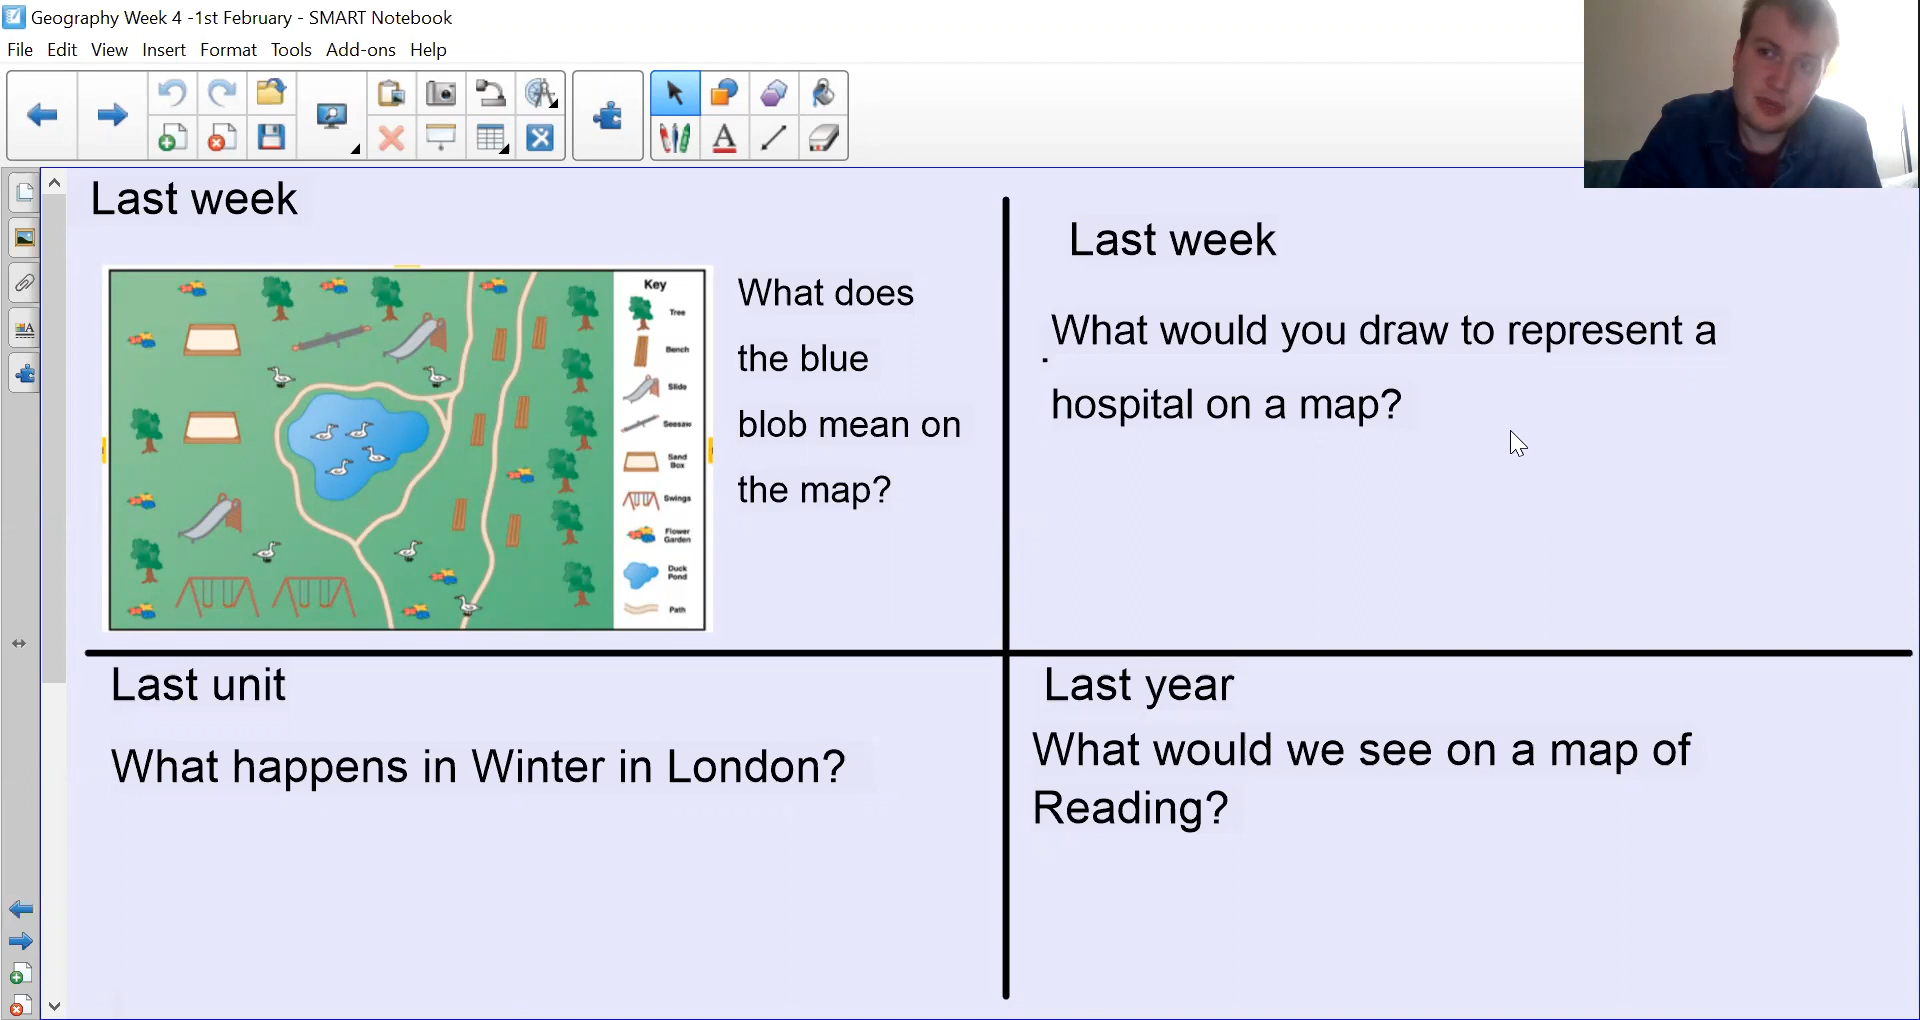 Geography Week 4 -1st February - SMART Notebook
File Edit View Insert Format Tools Add-ons Help
Last week
Key
Tree
Bench
Slide
Seesaw
Sand
Box
Swings
Flower
Garden
Duck
Pond
Path
What does
the blue
blob mean on
the map?
Last week
What would you draw to represent a
.
hospital on a map?
Last unit
What happens in Winter in London?
Last year
What would we see on a map of
Reading?